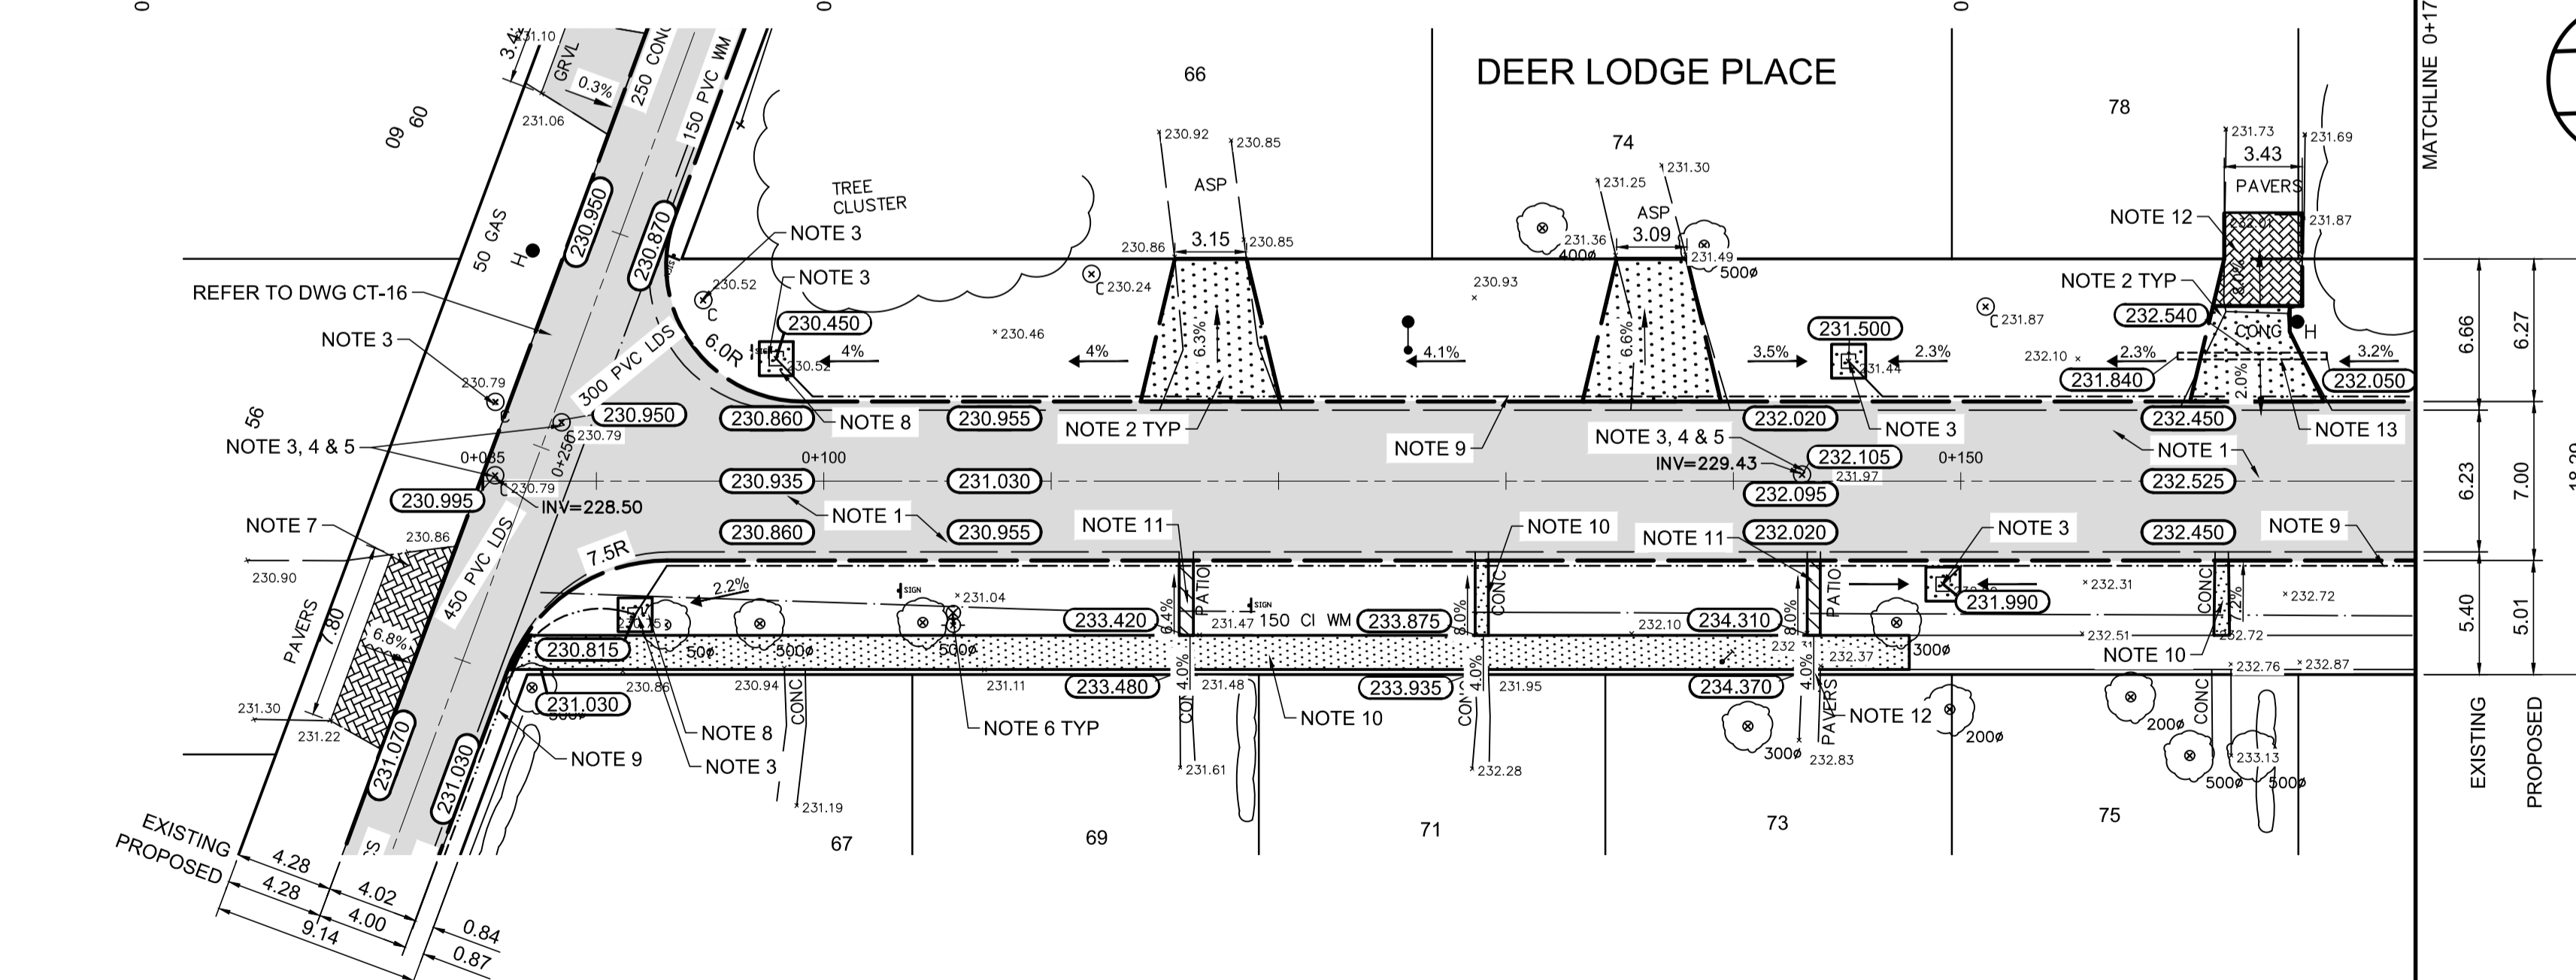 0
0
0
MATCHLINE 0+17
DEER LODGE PLACE
231.10
GRVL
0.3%
250 CONC
150 PVC WM
231.06
60
60
66
74
78
230.92
230.85
ASP
231.25
231.30
ASP
231.73
231.69
3.43
PAVERS
TREE
CLUSTER
NOTE 3
50 GAS
H
230.950
230.870
230.86
3.15
230.85
231.36
400ø
3.09
231.49
500ø
NOTE 12
231.87
REFER TO DWG CT-16
NOTE 3
230.52
C
NOTE 3
230.450
C 230.24
230.93
NOTE 2 TYP
232.540
CONC
H
C 231.87
231.500
230.46
6.0R
300 PVC LDS
230.52
4%
4%
6.3%
4.1%
6.6%
3.5%
231.44
2.3%
232.10
2.3%
3.2%
231.840
2.0%
232.050
6.66
6.27
230.79
C
56
NOTE 3, 4 & 5
230.79
230.950
0+085
0+250
230.79
230.995
INV=228.50
230.860
NOTE 8
230.955
NOTE 2 TYP
NOTE 9
232.020
NOTE 3, 4 & 5
NOTE 3
232.450
NOTE 1
NOTE 13
0+100
230.935
231.030
INV=229.43
232.105
231.97
232.095
0+150
232.525
6.23
7.00
NOTE 7
230.86
230.90
450 PVC LDS
7.5R
230.860
NOTE 1
230.955
NOTE 11
NOTE 10
NOTE 11
232.020
NOTE 3
232.450
NOTE 9
PAVERS
7.80
6.8%
2.2%
SIGN
231.04
233.420
6.4%
PATIO
SIGN
231.47
150 CI WM
233.875
8.0%
CONC
232.10
234.310
8.0%
PATIO
231.990
232.31
CONC
232.72
5.40
5.01
230.815
50ø
500ø
500ø
232.37
300ø
232.51
NOTE 10
232.72
232.76
232.87
231.30
231.22
231.070
231.030
231.030
230.86
230.94
CONC
231.11
233.480
4.0%
231.48
233.935
4.0%
231.95
234.370
4.0%
PAVERS
NOTE 12
NOTE 8
NOTE 3
NOTE 9
NOTE 6 TYP
NOTE 10
231.61
232.28
300ø
232.83
200ø
200ø
CONC
500ø
233.13
500ø
231.19
67
69
71
73
75
EXISTING
PROPOSED
EXISTING
PROPOSED
4.28
4.02
4.28
4.00
9.14
0.84
0.87